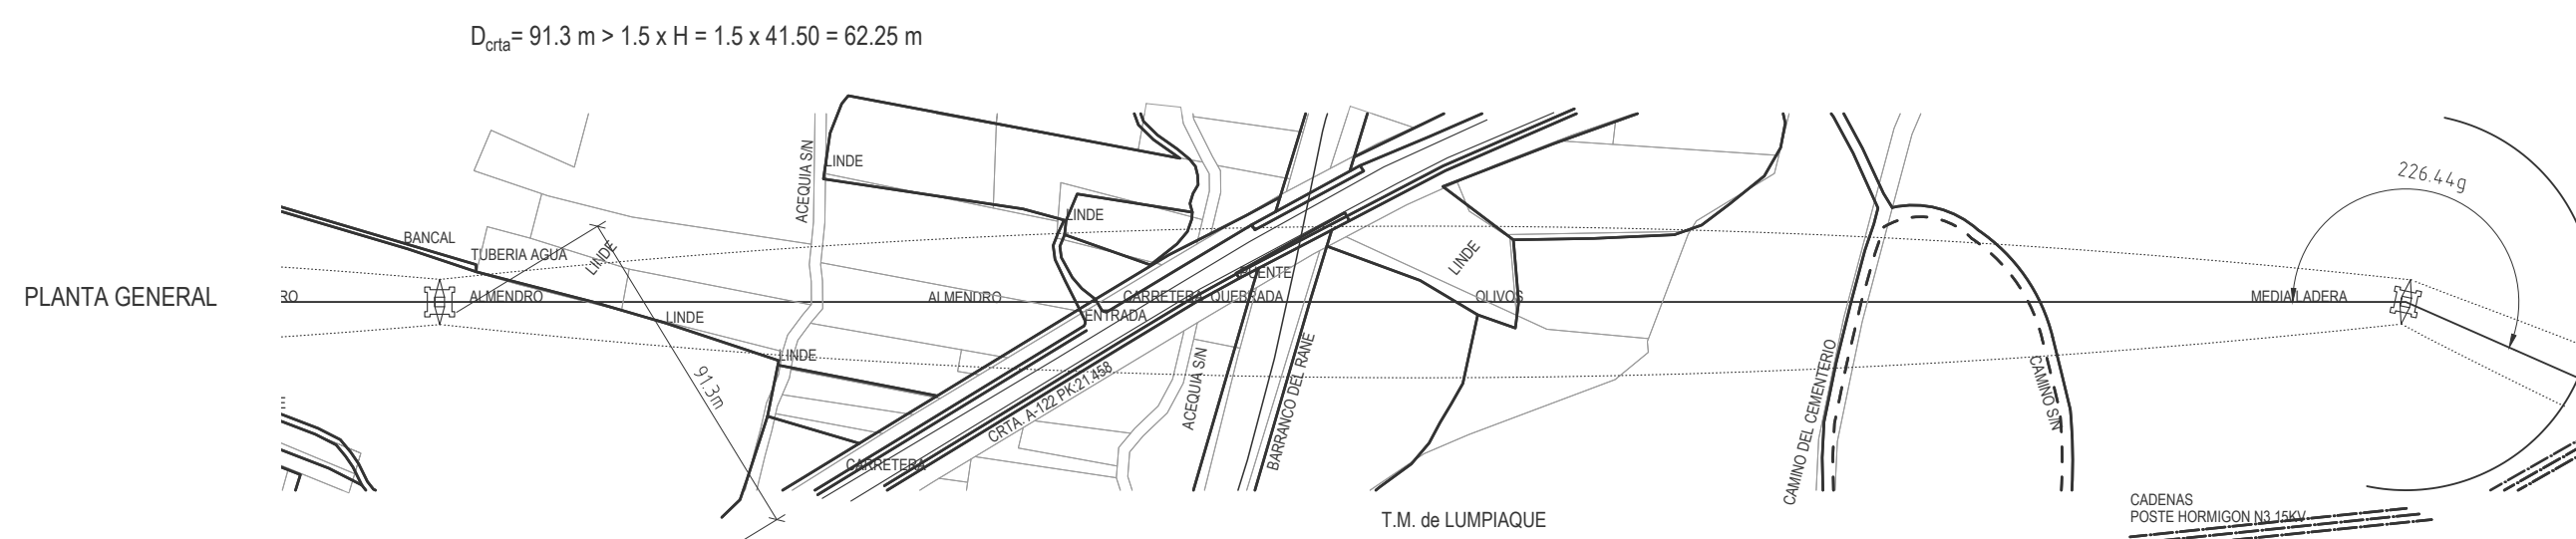 D_crta= 91.3 m > 1.5 x H = 1.5 x 41.50 = 62.25 m
226.44g
LINDE
ACEQUIA S/N
LINDE
BANCAL
TUBERIA AGUA
LINDE
LINDE
PUENTE
PLANTA GENERAL
RO
ALMENDRO
ALMENDRO
CARRETERA QUEBRADA
OLIVOS
MEDIA LADERA
LINDE
ENTRADA
LINDE
91.3m
CRTA. A-122 PK:21.458
ACEQUIA S/N
BARRANCO DEL RANE
CAMINO DEL CEMENTERIO
CAMINO S/N
E
CARRETERA
CADENAS
POSTE HORMIGON N3 15KV
T.M. de LUMPIAQUE